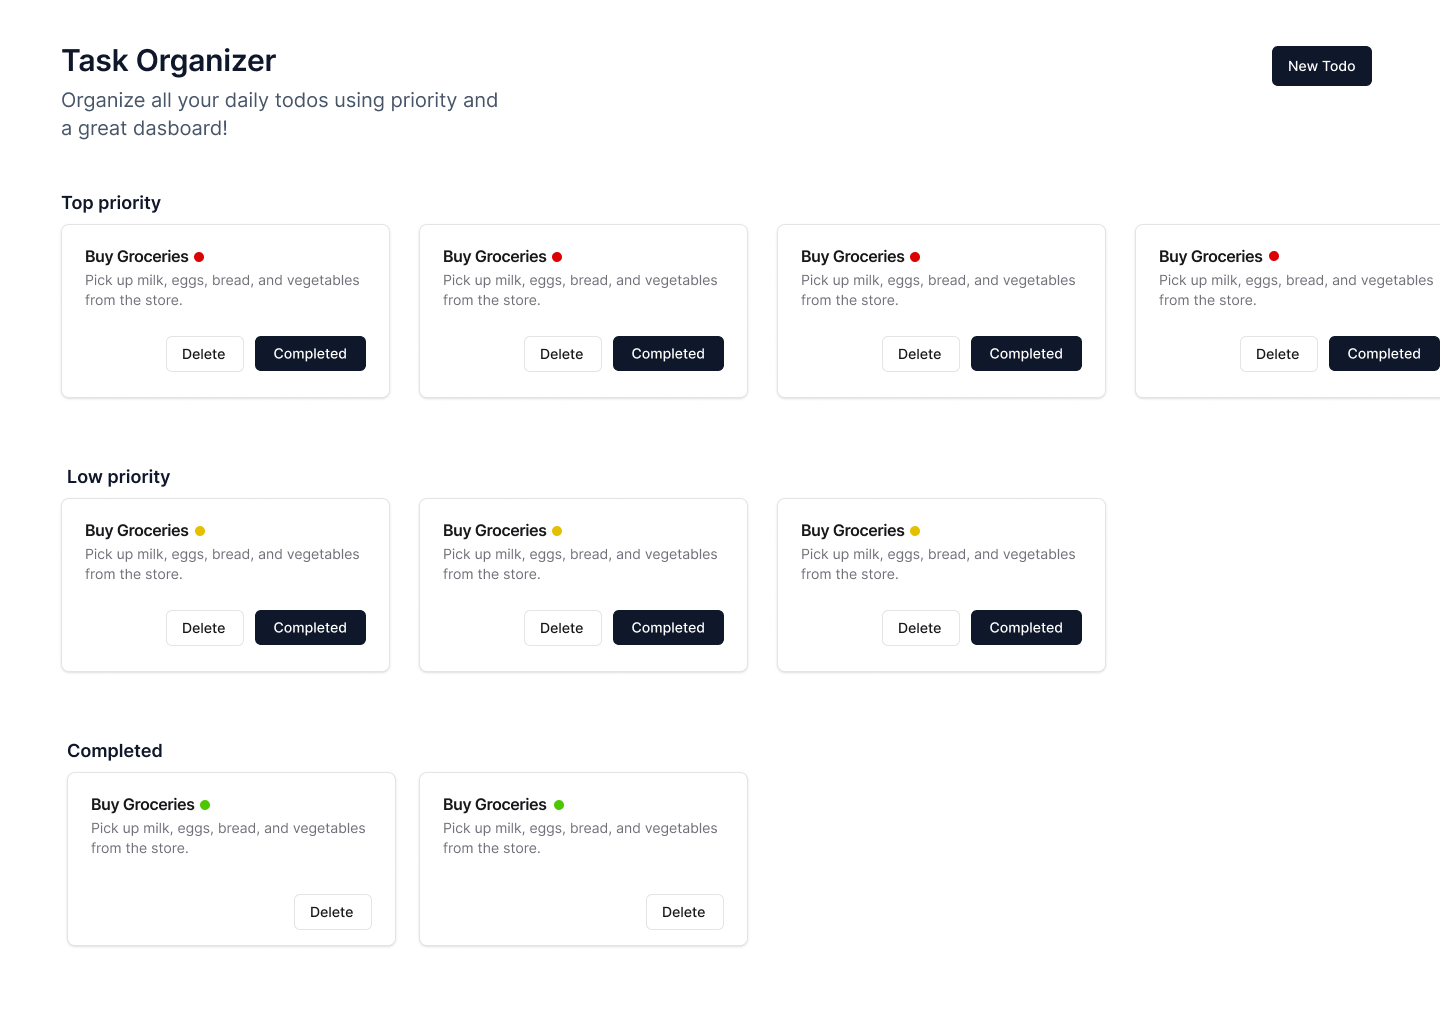 Task Organizer
New Todo
Organize all your daily todos using priority and
a great dasboard!
Top priority
Buy Groceries
Pick up milk, eggs, bread, and vegetables
from the store.
Delete
Completed
Buy Groceries
Pick up milk, eggs, bread, and vegetables
from the store.
Delete
Completed
Buy Groceries
Pick up milk, eggs, bread, and vegetables
from the store.
Delete
Completed
Buy Groceries
Pick up milk, eggs, bread, and vegetables
from the store.
Delete
Completed
Low priority
Buy Groceries
Pick up milk, eggs, bread, and vegetables
from the store.
Delete
Completed
Buy Groceries
Pick up milk, eggs, bread, and vegetables
from the store.
Delete
Completed
Buy Groceries
Pick up milk, eggs, bread, and vegetables
from the store.
Delete
Completed
Completed
Buy Groceries
Pick up milk, eggs, bread, and vegetables
from the store.
Delete
Buy Groceries
Pick up milk, eggs, bread, and vegetables
from the store.
Delete